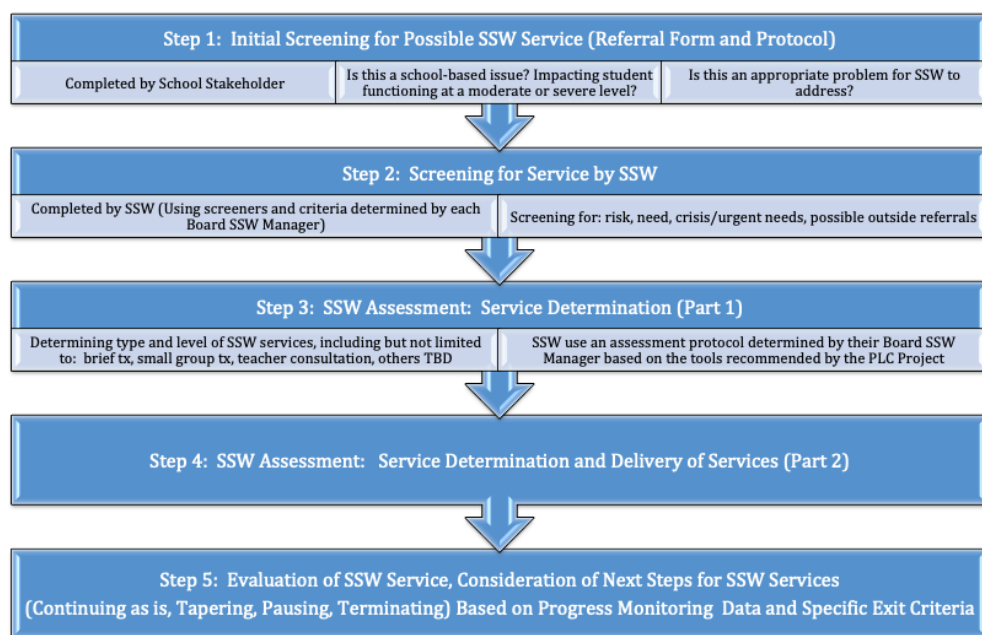 Step 1: Initial Screening for Possible SSW Service (Referral Form and Protocol)
Completed by School Stakeholder
Is this a school-based issue? Impacting student
functioning at a moderate or severe level?
Is this an appropriate problem for SSW to
address?
Step 2: Screening for Service by SSW
Completed by SSW (Using screeners and criteria determined by each
Board SSW Manager)
Screening for: risk, need, crisis/urgent needs, possible outside referrals
Step 3: SSW Assessment: Service Determination (Part 1)
Determining type and level of SSW services, including but not limited
to: brief tx, small group tx, teacher consultation, others TBD
SSW use an assessment protocol determined by their Board SSW
Manager based on the tools recommended by the PLC Project
Step 4: SSW Assessment: Service Determination and Delivery of Services (Part 2)
Step 5: Evaluation of SSW Service, Consideration of Next Steps for SSW Services
(Continuing as is, Tapering, Pausing, Terminating) Based on Progress Monitoring Data and Specific Exit Criteria